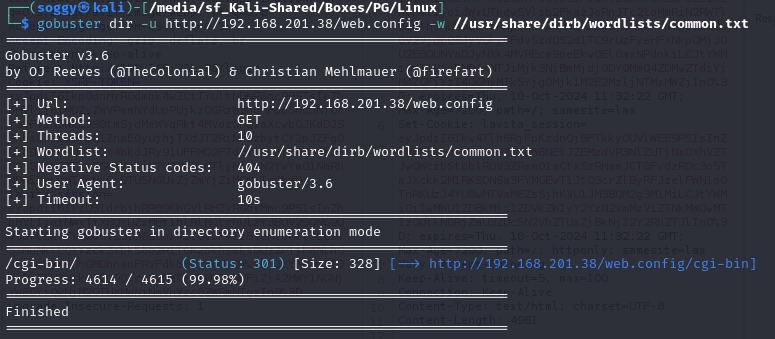 ┌──(soggy㉿kali)-[/media/sf_Kali-Shared/Boxes/PG/Linux]
└─$ gobuster dir -u http://192.168.201.38/web.config -w //usr/share/dirb/wordlists/common.txt
===============================================================
Gobuster v3.6
by OJ Reeves (@TheColonial) & Christian Mehlmauer (@firefart)
===============================================================
[+] Url:                     http://192.168.201.38/web.config
[+] Method:                  GET
[+] Threads:                 10
[+] Wordlist:                //usr/share/dirb/wordlists/common.txt
[+] Negative Status codes:   404
[+] User Agent:              gobuster/3.6
[+] Timeout:                 10s
===============================================================
Starting gobuster in directory enumeration mode
===============================================================
/cgi-bin/             (Status: 301) [Size: 328] [--> http://192.168.201.38/web.config/cgi-bin]
Progress: 4614 / 4615 (99.98%)
===============================================================
Finished
===============================================================